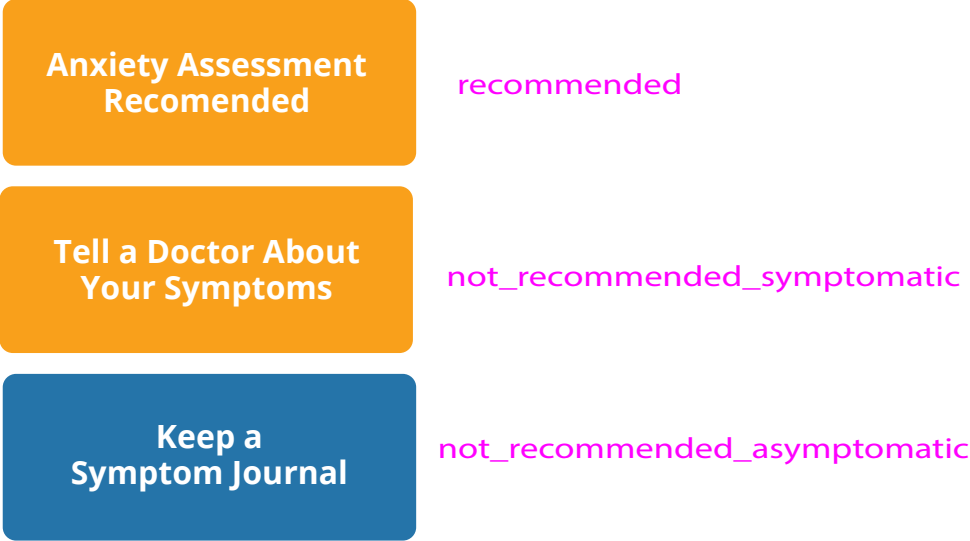 Anxiety Assessment
Recomended
recommended
Tell a Doctor About
Your Symptoms
not_recommended_symptomatic
Keep a
Symptom Journal
not_recommended_asymptomatic